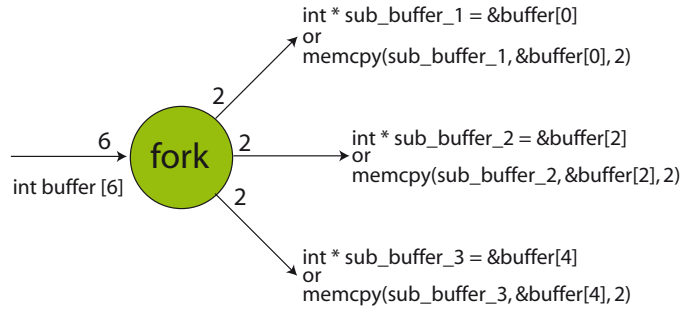 int * sub_buffer_1 = &buffer[0]
or
memcpy(sub_buffer_1, &buffer[0], 2)
2
6
fork
2
int * sub_buffer_2 = &buffer[2]
or
memcpy(sub_buffer_2, &buffer[2], 2)
int buffer [6]
2
int * sub_buffer_3 = &buffer[4]
or
memcpy(sub_buffer_3, &buffer[4], 2)